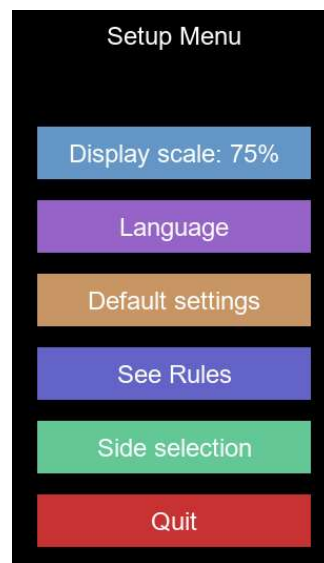 Setup Menu
Display scale: 75%
Language
Default settings
See Rules
Side selection
Quit